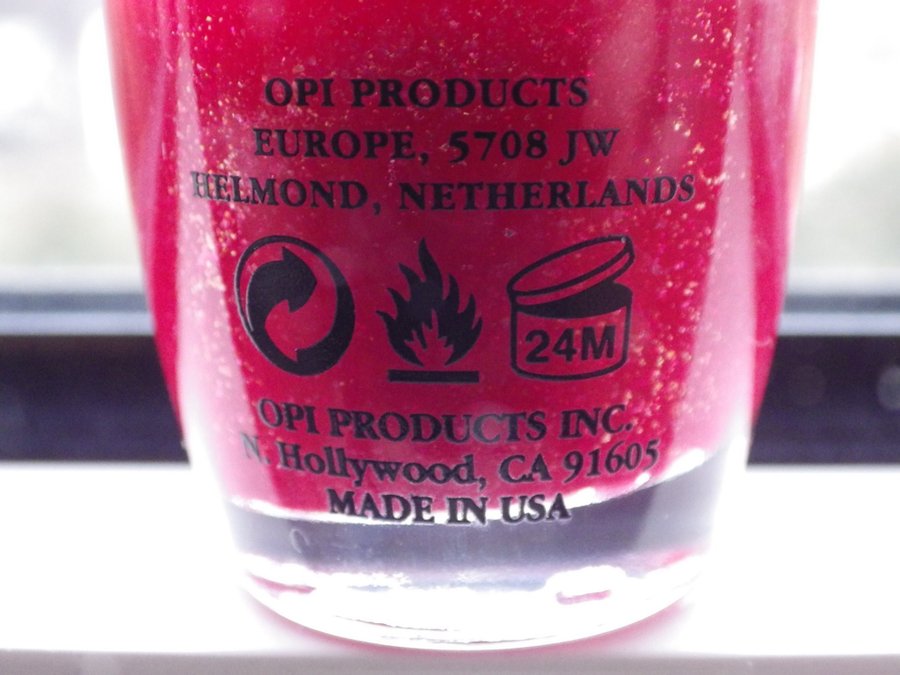 OPI PRODUCTS
EUROPE, 5708 JW
HELMOND, NETHERLANDS
24M
OPI PRODUCTS INC.
N. Hollywood, CA 91605
MADE IN USA